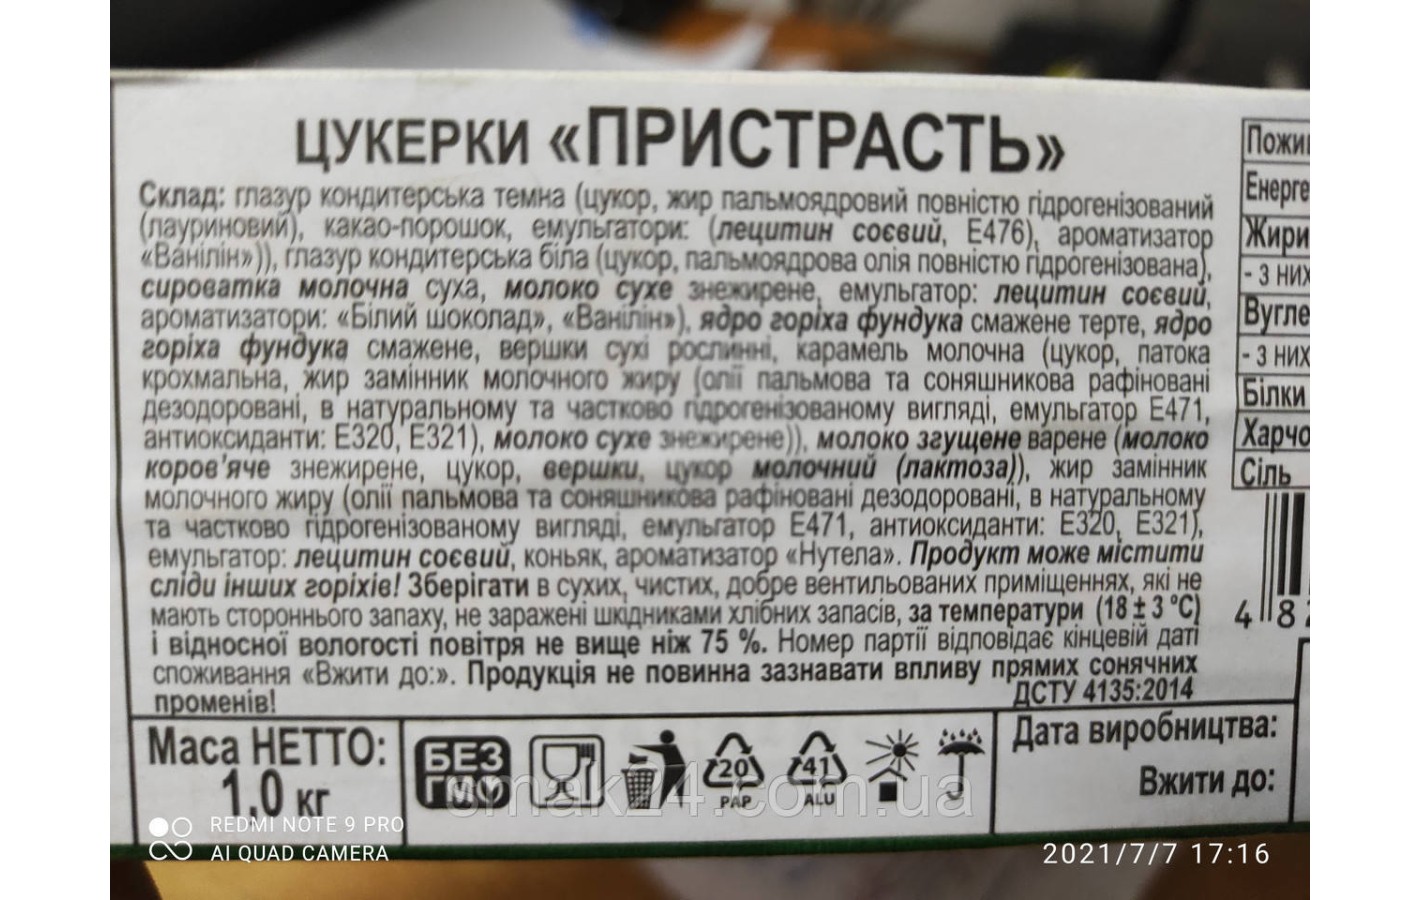 ЦУКЕРКИ «ПРИСТРАСТЬ»
Склад: глазур кондитерська темна (цукор, жир пальмоядровий повністю гідрогенізований
(лауриновий), какао-порошок, емульгатори: (лецитин соєвий, Е476), ароматизатор
«Ванілін»)), глазур кондитерська біла (цукор, пальмоядрова олія повністю гідрогенізована),
сироватка молочна суха, молоко сухе знежирене, емульгатор: лецитин соєвий,
ароматизатори: «Білий шоколад», «Ванілін»), ядро горіха фундука смажене терте, ядро
горіха фундука смажене, вершки сухі рослинні, карамель молочна (цукор, патока
крохмальна, жир замінник молочного жиру (олії пальмова та соняшникова рафіновані
дезодоровані, в натуральному та частково гідрогенізованому вигляді, емульгатор Е471,
антиоксиданти: Е320, Е321), молоко сухе знежирене)), молоко згущене варене (молоко
коров'яче знежирене, цукор, вершки, цукор молочний (лактоза)), жир замінник
молочного жиру (олії пальмова та соняшникова рафіновані дезодоровані, в натуральному
та частково гідрогенізованому вигляді, емульгатор Е471, антиоксиданти: Е320, Е321),
емульгатор: лецитин соєвий, коньяк, ароматизатор «Нутела». Продукт може містити
сліди інших горіхів! Зберігати в сухих, чистих, добре вентильованих приміщеннях, які не
мають стороннього запаху, не заражені шкідниками хлібних запасів, за температури (18 ± 3 °С)
і відносної вологості повітря не вище ніж 75 %. Номер партії відповідає кінцевій даті
споживання «Вжити до:». Продукція не повинна зазнавати впливу прямих сонячних
променів! ДСТУ 4135:2014
Маса НЕТТО:
1.0 кг
БЕЗ
ГМО
20
PAP
41
ALU
Дата виробництва:
Вжити до:
Пожи
Енерге
Жири
- з них
Вугле
- з них
Білки
Харчо
Сіль
4 82
smak24.com.ua
REDMI NOTE 9 PRO
AI QUAD CAMERA
2021/7/7 17:16